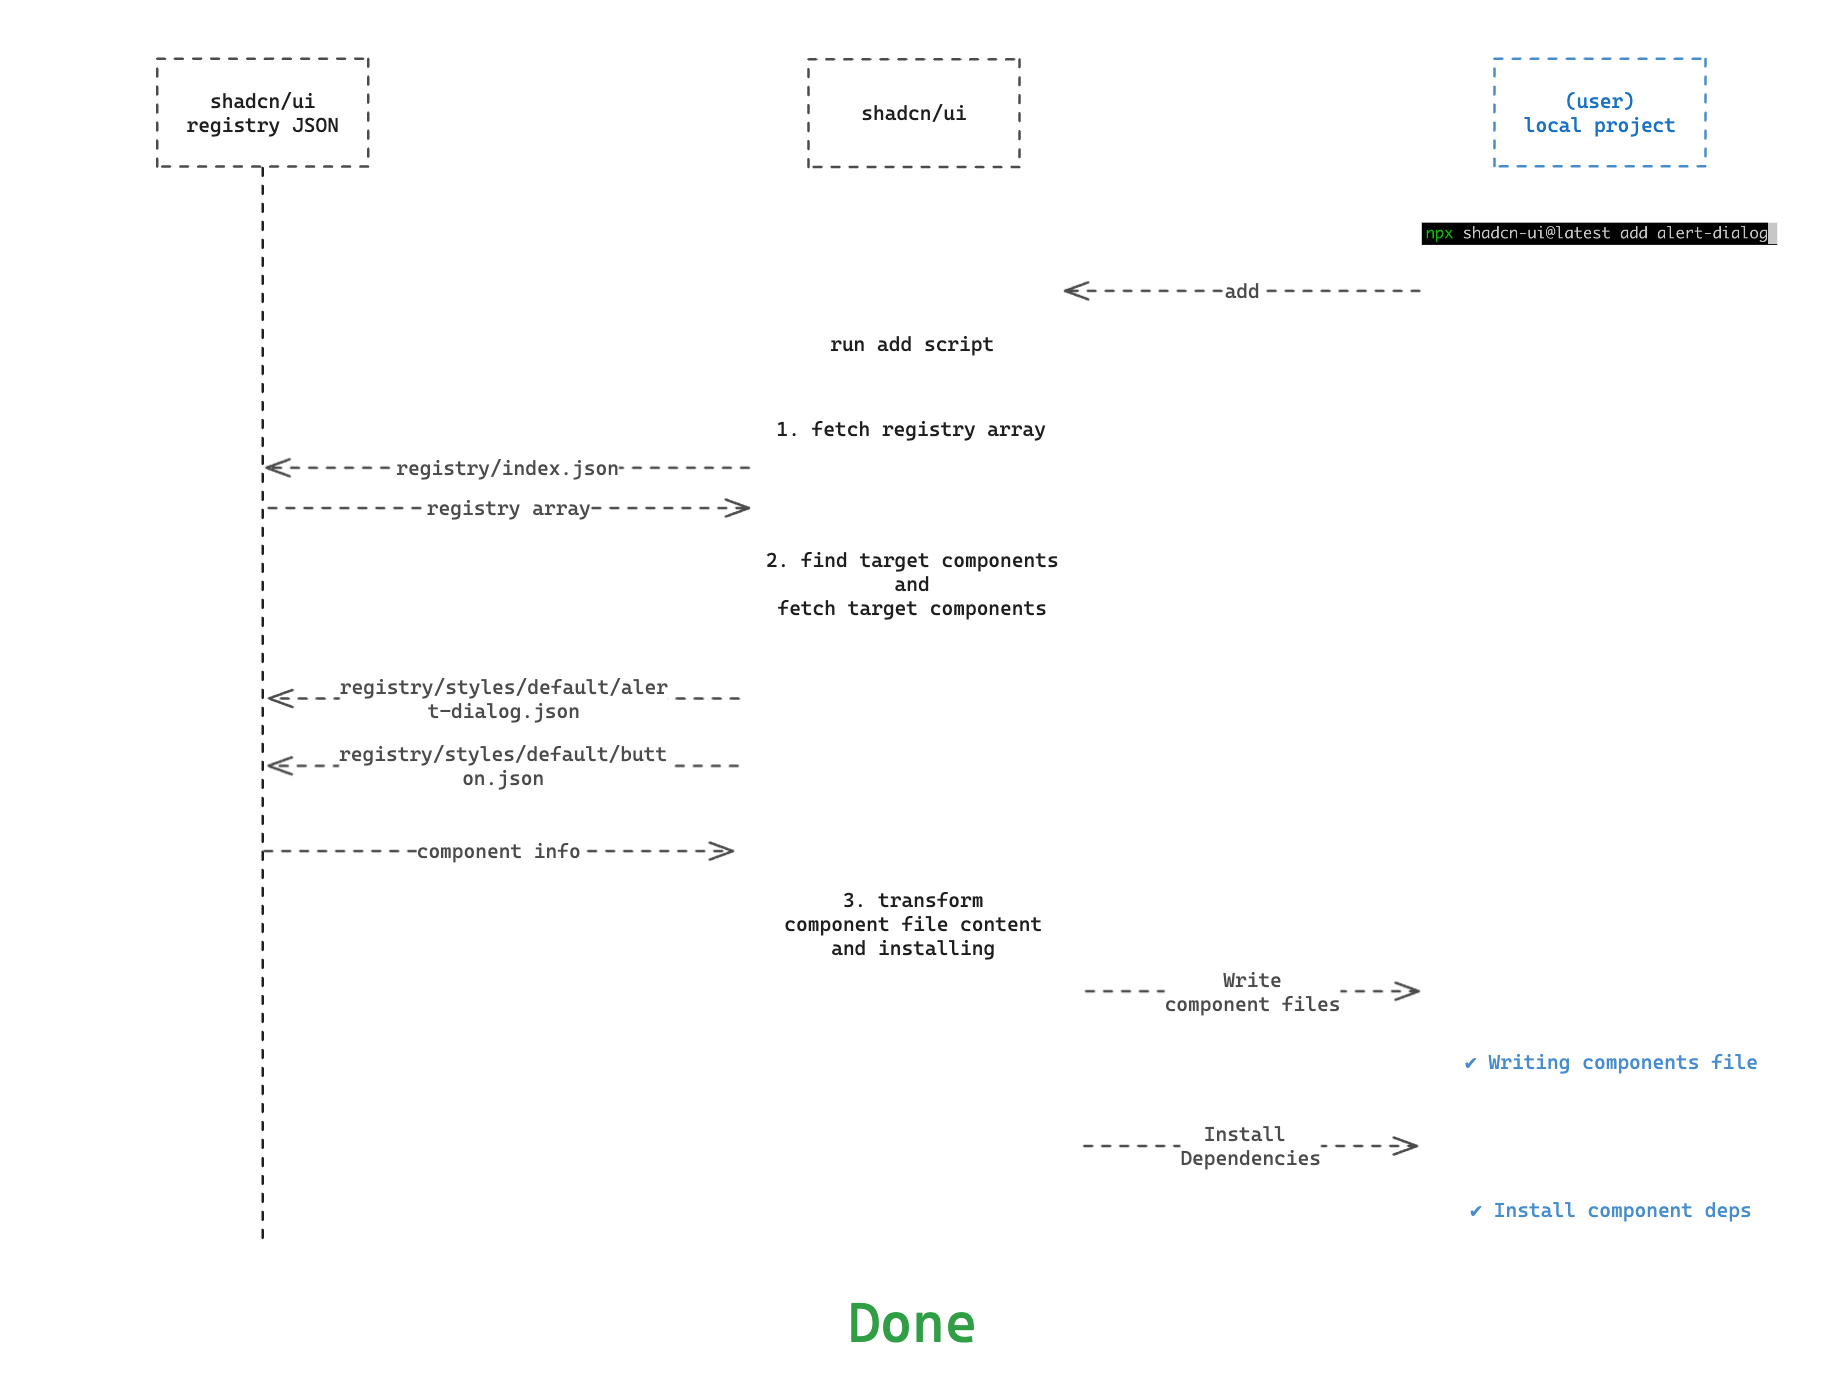 shadcn/ui
registry JSON
shadcn/ui
(user)
local project
npx shadcn-ui@latest add alert-dialog
add
run add script
1. fetch registry array
registry/index.json
registry array
2. find target components
and
fetch target components
registry/styles/default/aler
t-dialog.json
registry/styles/default/butt
on.json
component info
3. transform
component file content
and installing
Write
component files
✔ Writing components file
Install
Dependencies
✔ Install component deps
Done